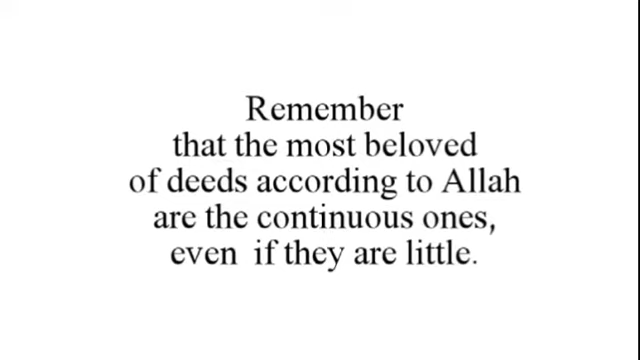 Remember
that the most beloved
of deeds according to Allah
are the continuous ones,
even if they are little.